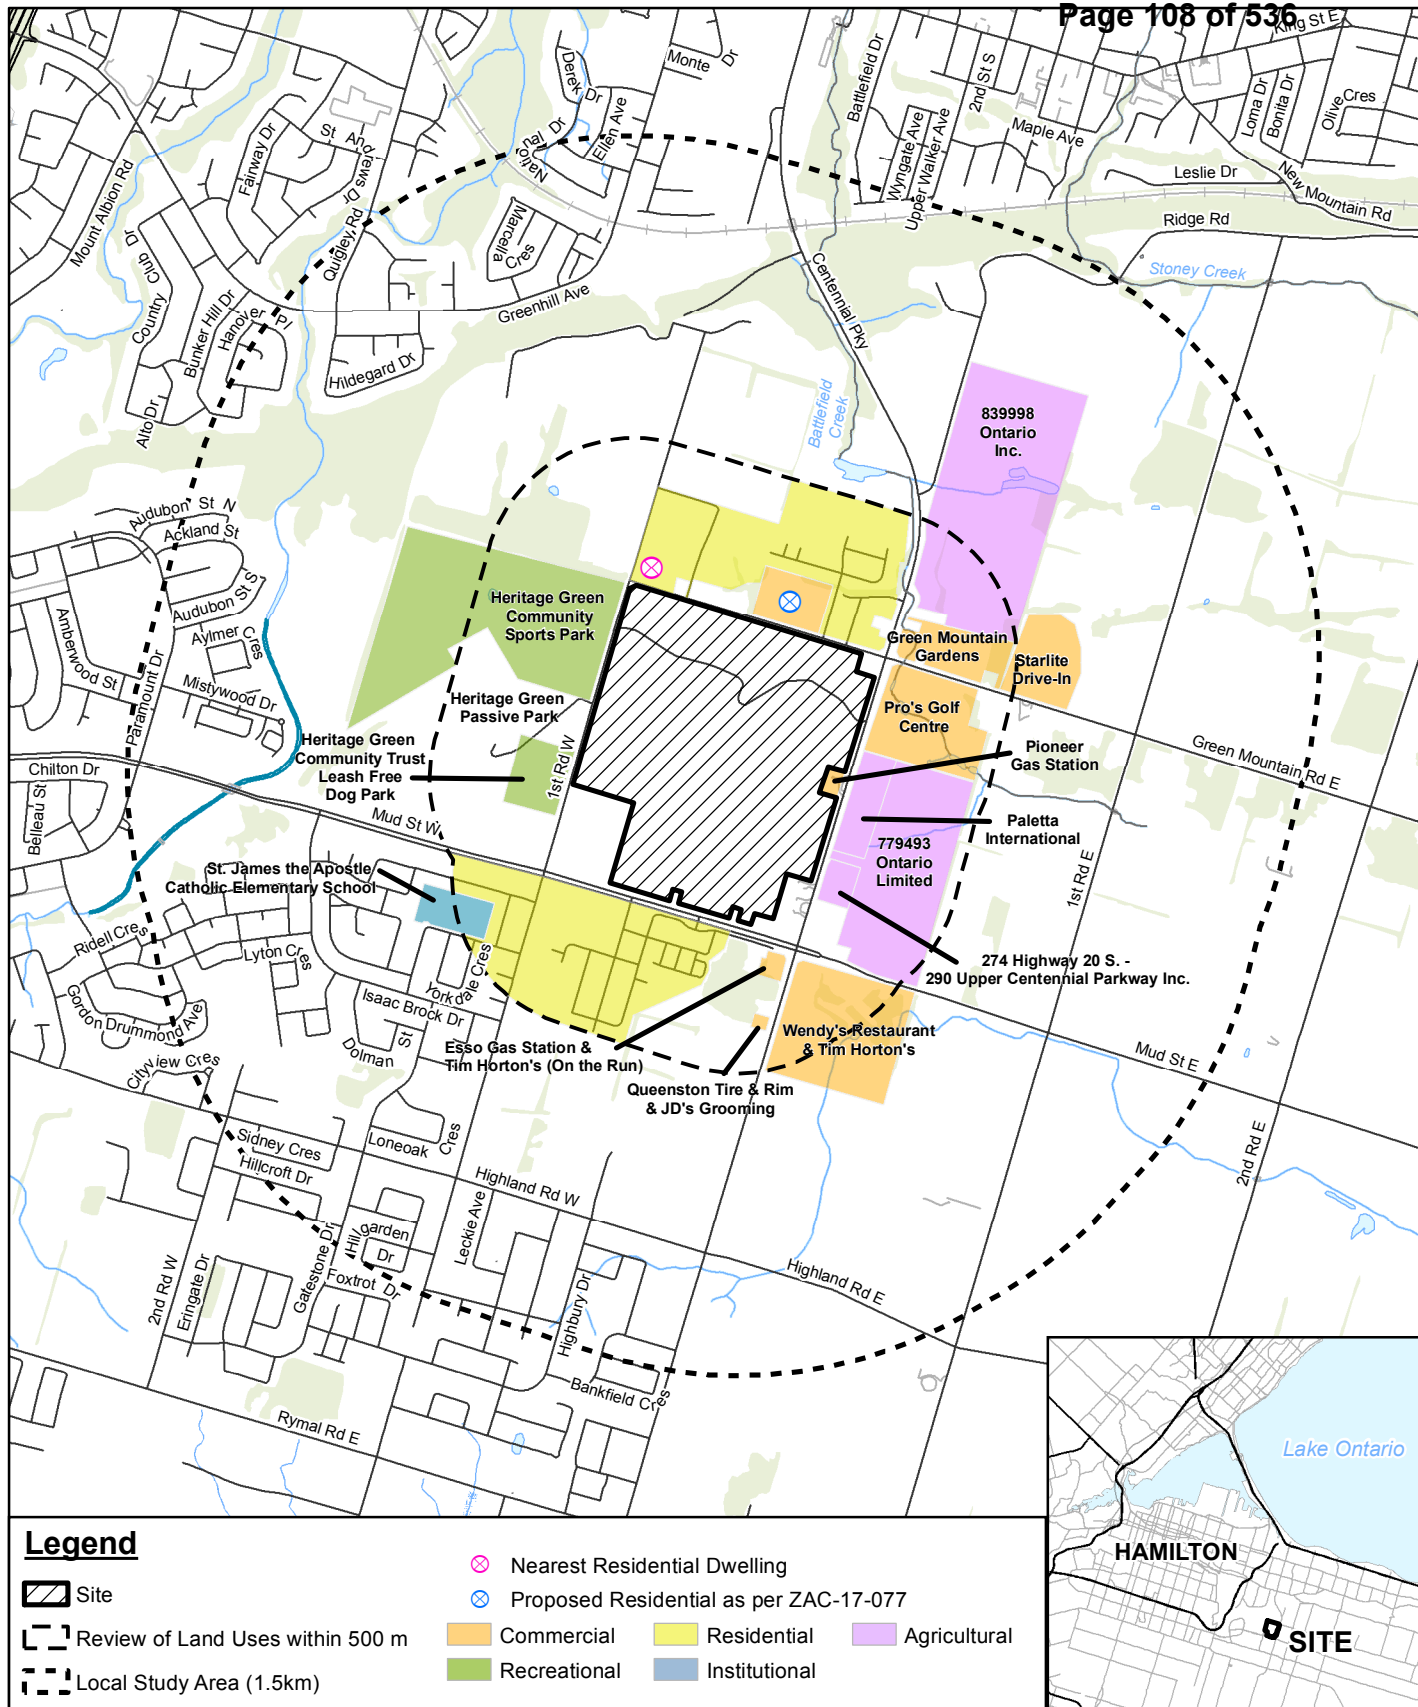 Page 108 of 536
King St E
Monte Dr
Derek Dr
Battlefield Dr
2nd St S
Lorna Dr
Bonita Dr
Olive Cres
Fairway Dr
St Andrews Dr
National Dr
Ellen Ave
Wyngate Ave
Upper Walker Ave
Maple Ave
Leslie Dr
New Mountain Rd
Ridge Rd
Mount Albion Rd
Quigley Rd
Marcella Cres
Centennial Pky
Stoney Creek
Country Club Dr
Bunker Hill Dr
Hanover Pl
Greenhill Ave
Hildegard Dr
Alto Dr
Battlefield
Creek
839998
Ontario
Inc.
Audubon St N
Ackland St
Audubon St S
Aylmer Cres
Amberwood St
Mistywood Dr
Paramount Dr
Heritage Green
Community
Sports Park
Green Mountain
Gardens
Starlite
Drive-In
Heritage Green
Passive Park
Pro's Golf
Centre
Heritage Green
Community Trust
Leash Free
Dog Park
1st Rd W
Pioneer
Gas Station
Green Mountain Rd E
Chilton Dr
Belleau St
Mud St W
Paletta
International
779493
Ontario
Limited
1st Rd E
St. James the Apostle
Catholic Elementary School
Ridell Cres
Lyton Cres
Yorkdale Cres
274 Highway 20 S. -
290 Upper Centennial Parkway Inc.
Gordon Drummond Ave
Isaac Brock Dr
Dolman St
Cityview Cres
Esso Gas Station &
Tim Horton's (On the Run)
Wendy's Restaurant
& Tim Horton's
Mud St E
Queenston Tire & Rim
& JD's Grooming
Sidney Cres
Loneoak Cres
Hillcroft Dr
Highland Rd W
2nd Rd E
Hillgarden
Dr
Leckie Ave
2nd Rd W
Eringate Dr
Gatestone Dr
Foxtrot Dr
Highland Rd E
Highbury Dr
Bankfield Cres
Rymal Rd E
Lake Ontario
HAMILTON
SITE
Legend
Site
Review of Land Uses within 500 m
Local Study Area (1.5km)
Nearest Residential Dwelling
Proposed Residential as per ZAC-17-077
Commercial
Residential
Agricultural
Recreational
Institutional